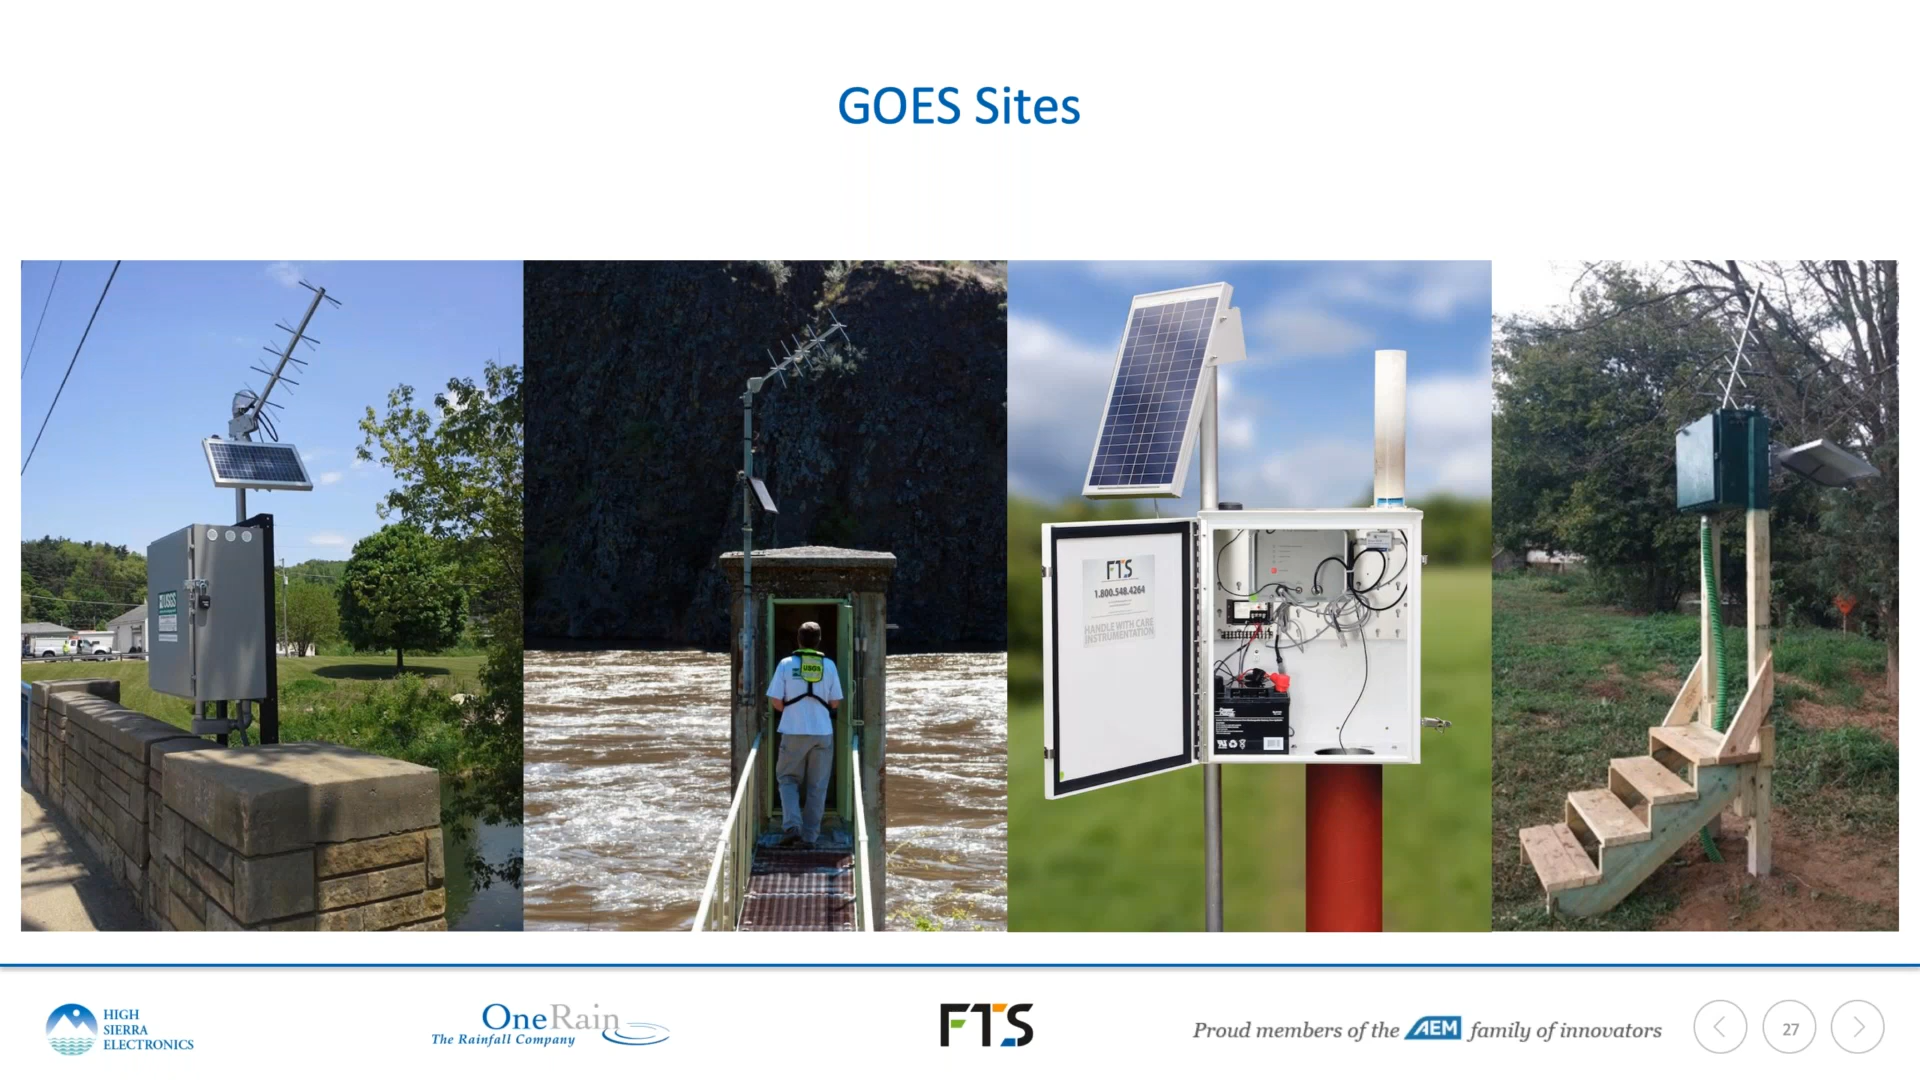 GOES Sites
USGS
USGS
FTS
1.800.548.4264
HANDLE WITH CARE
INSTRUMENTATION
HIGH
SIERRA
ELECTRONICS
OneRain
The Rainfall Company
FTS
Proud members of the AEM family of innovators
27